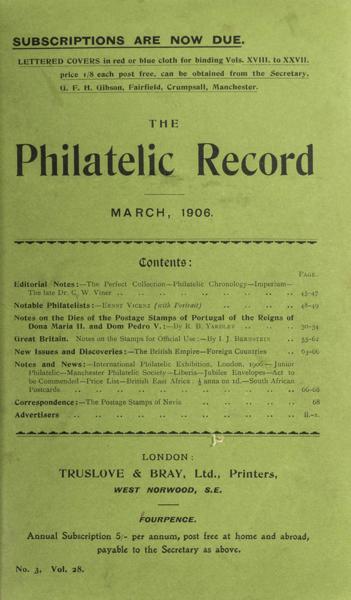 SUBSCRIPTIONS ARE NOW DUE.
LETTERED COVERS in red or blue cloth for binding Vols. XVIII. to XXVII.
price 1/8 each post free, can be obtained from the Secretary,
G. F. H. Gibson, Fairfield, Crumpsall, Manchester.
THE
Philatelic Record
MARCH, 1906.
Contents:
PAGE.
Editorial Notes:—The Perfect Collection—Philatelic Chronology—Imperium—
The late Dr. C. W. Viner .. .. .. .. .. .. .. .. 45-47
Notable Philatelists:—ERNST VICENZ (with Portrait) .. .. .. .. 48-49
Notes on the Dies of the Postage Stamps of Portugal of the Reigns of
Dona Maria II. and Dom Pedro V.:—By R. B. YARDLEY .. .. .. 50-54
Great Britain. Notes on the Stamps for Official Use:—By I. J. BERNSTEIN .. 55-62
New Issues and Discoveries:—The British Empire—Foreign Countries .. 63-66
Notes and News:—International Philatelic Exhibition, London, 1906—Junior
Philatelic—Manchester Philatelic Society—Liberia—Jubilee Envelopes—Act to
be Commended—Price List—British East Africa: ½ anna on 1d.—South African
Postcards .. .. .. .. .. .. .. .. .. .. 66-68
Correspondence:—The Postage Stamps of Nevis .. .. .. .. .. 68
Advertisers .. .. .. .. .. .. .. .. .. .. ii.-x.
LONDON:
TRUSLOVE & BRAY, Ltd., Printers,
WEST NORWOOD, S.E.
FOURPENCE.
Annual Subscription 5/- per annum, post free at home and abroad,
payable to the Secretary as above.
No. 3, Vol. 28.